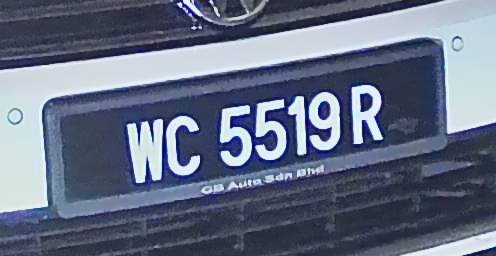 WC 5519 R
GB Auto Sdn Bhd